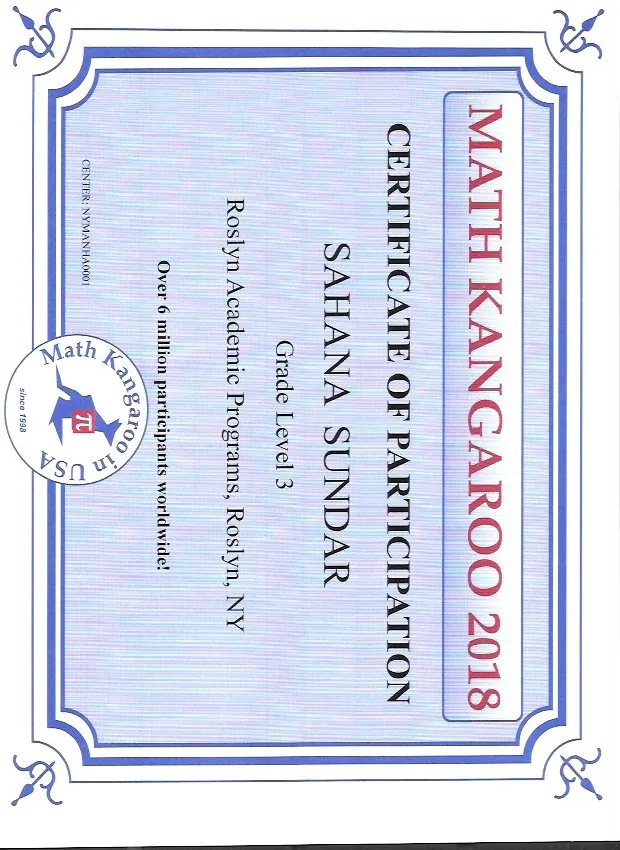 MATH KANGAROO 2018
CERTIFICATE OF PARTICIPATION
SAHANA SUNDAR
Grade Level 3
Roslyn Academic Programs, Roslyn, NY
Over 6 million participants worldwide!
CENTER: NYMANHA0001
Math Kangaroo in USA
π
since 1998